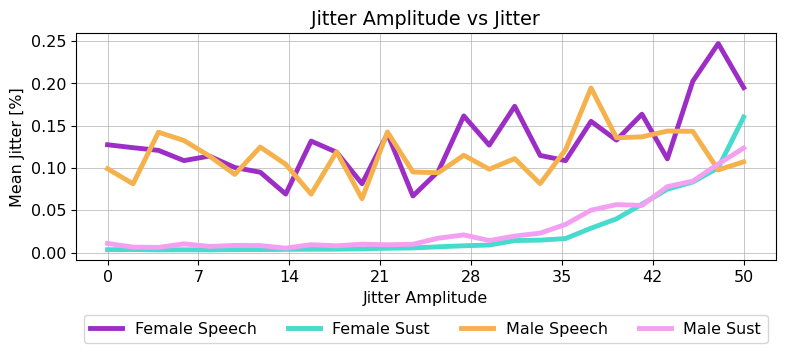 Jitter Amplitude vs Jitter
Mean Jitter [%]
0.25
0.20
0.15
0.10
0.05
0.00
0 7 14 21 28 35 42 50
Jitter Amplitude
Female Speech Female Sust Male Speech Male Sust